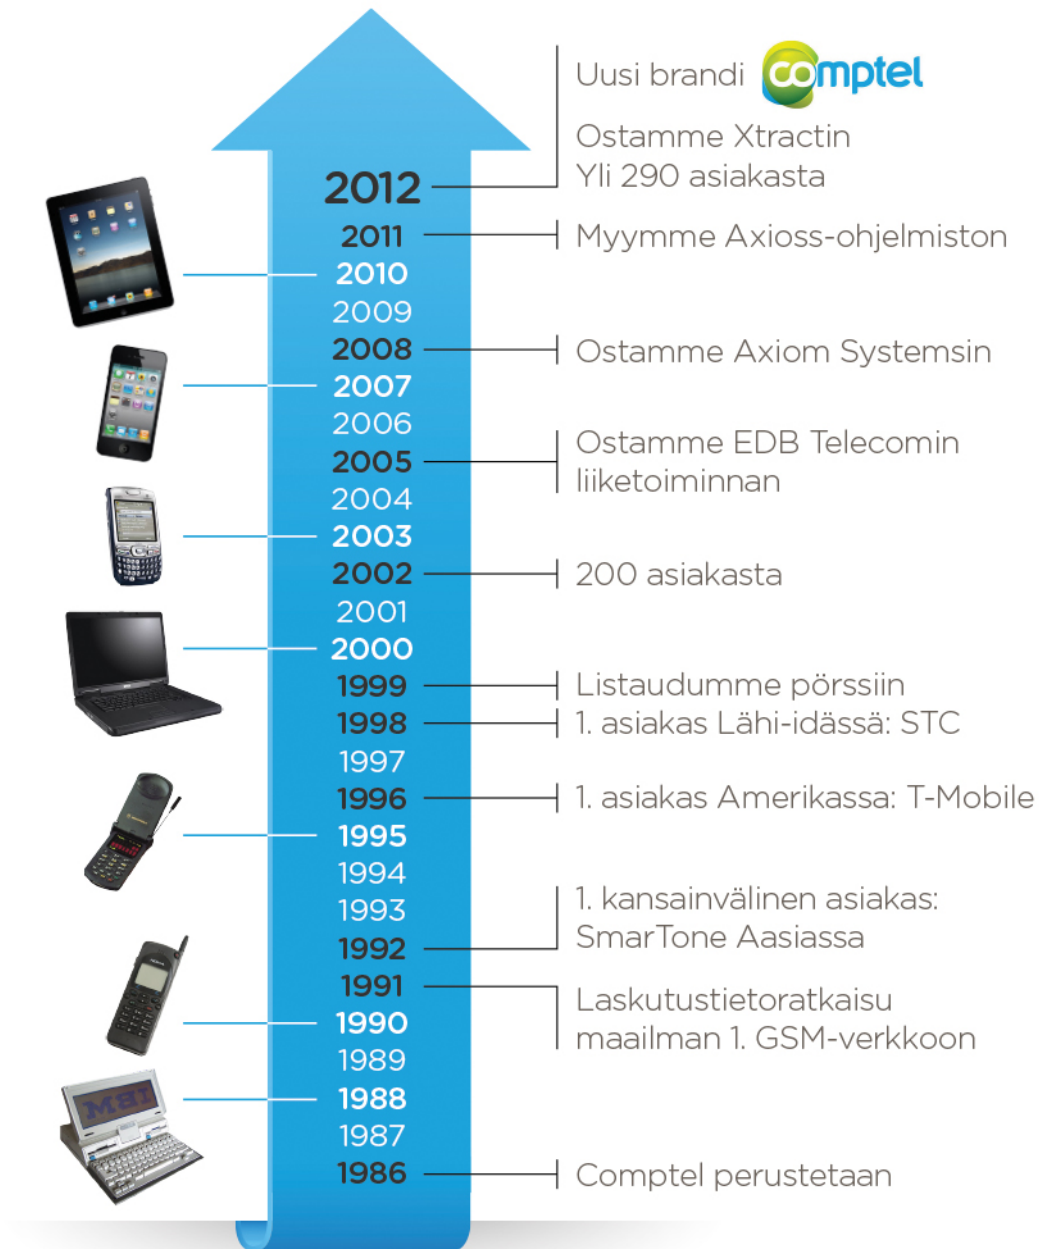 Uusi brandi comptel
Ostamme Xtractin
Yli 290 asiakasta
2012
2011 Myymme Axioss-ohjelmiston
2010
2009
2008 Ostamme Axiom Systemsin
2007
2006
Ostamme EDB Telecomin
2005
liiketoiminnan
2004
2003
2002 200 asiakasta
2001
2000
1999 Listaudumme pörssiin
1998 1. asiakas Lähi-idässä: STC
1997
1996 1. asiakas Amerikassa: T-Mobile
1995
1994
1. kansainvälinen asiakas:
1993
SmarTone Aasiassa
1992
1991
Laskutustietoratkaisu
1990
maailman 1. GSM-verkkoon
1989
1988
IBM
1987
1986 Comptel perustetaan